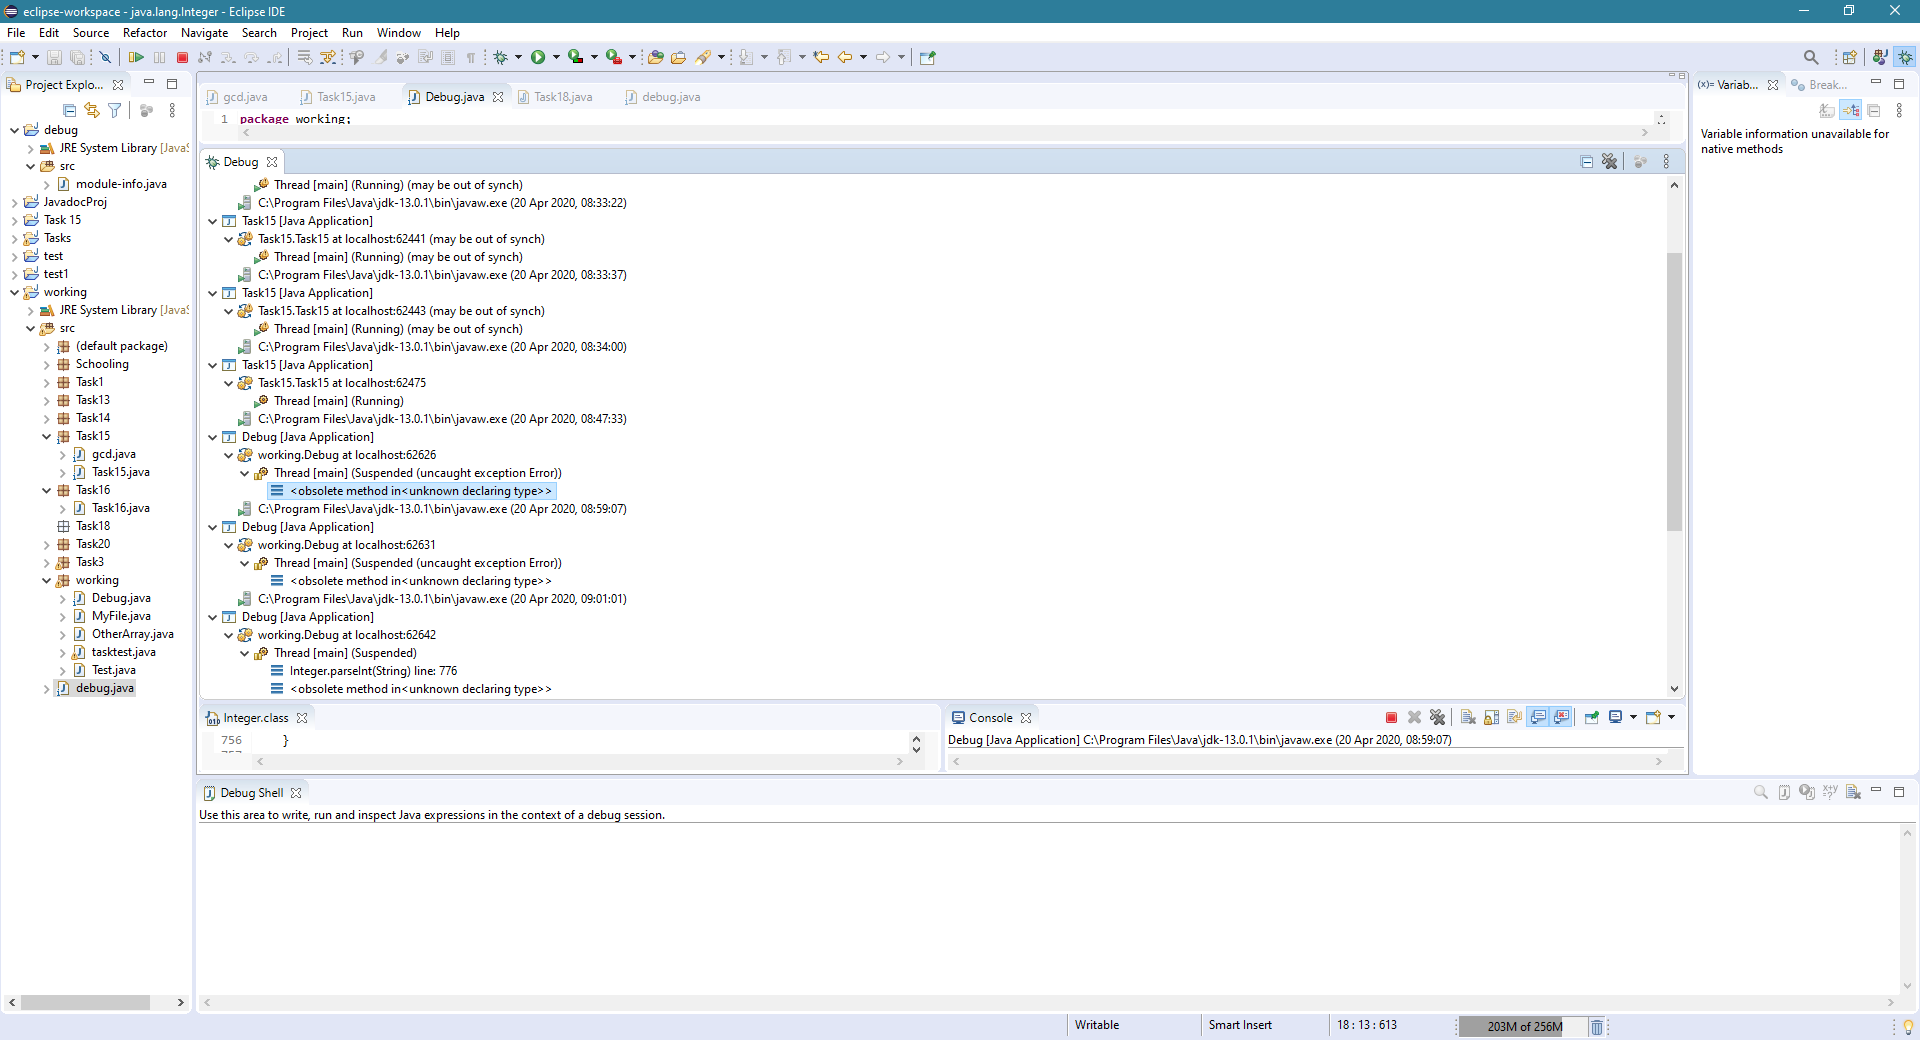 eclipse-workspace - java.lang.Integer - Eclipse IDE
File Edit Source Refactor Navigate Search Project Run Window Help
Project Explo...
debug
JRE System Library [JavaS
src
module-info.java
JavadocProj
Task 15
Tasks
test
test1
working
JRE System Library [JavaS
src
(default package)
Schooling
Task1
Task13
Task14
Task15
gcd.java
Task15.java
Task16
Task16.java
Task18
Task20
Task3
working
Debug.java
MyFile.java
OtherArray.java
tasktest.java
Test.java
debug.java
gcd.java Task15.java Debug.java Task18.java debug.java
1 package working;
Debug
Thread [main] (Running) (may be out of synch)
C:\Program Files\Java\jdk-13.0.1\bin\javaw.exe (20 Apr 2020, 08:33:22)
Task15 [Java Application]
Task15.Task15 at localhost:62441 (may be out of synch)
Thread [main] (Running) (may be out of synch)
C:\Program Files\Java\jdk-13.0.1\bin\javaw.exe (20 Apr 2020, 08:33:37)
Task15 [Java Application]
Task15.Task15 at localhost:62443 (may be out of synch)
Thread [main] (Running) (may be out of synch)
C:\Program Files\Java\jdk-13.0.1\bin\javaw.exe (20 Apr 2020, 08:34:00)
Task15 [Java Application]
Task15.Task15 at localhost:62475
Thread [main] (Running)
C:\Program Files\Java\jdk-13.0.1\bin\javaw.exe (20 Apr 2020, 08:47:33)
Debug [Java Application]
working.Debug at localhost:62626
Thread [main] (Suspended (uncaught exception Error))
<obsolete method in<unknown declaring type>>
C:\Program Files\Java\jdk-13.0.1\bin\javaw.exe (20 Apr 2020, 08:59:07)
Debug [Java Application]
working.Debug at localhost:62631
Thread [main] (Suspended (uncaught exception Error))
<obsolete method in<unknown declaring type>>
C:\Program Files\Java\jdk-13.0.1\bin\javaw.exe (20 Apr 2020, 09:01:01)
Debug [Java Application]
working.Debug at localhost:62642
Thread [main] (Suspended)
Integer.parseInt(String) line: 776
<obsolete method in<unknown declaring type>>
Integer.class
756 }
Console
Debug [Java Application] C:\Program Files\Java\jdk-13.0.1\bin\javaw.exe (20 Apr 2020, 08:59:07)
(x)= Variab... Break...
Variable information unavailable for
native methods
Debug Shell
Use this area to write, run and inspect Java expressions in the context of a debug session.
Writable Smart Insert 18 : 13 : 613 203M of 256M